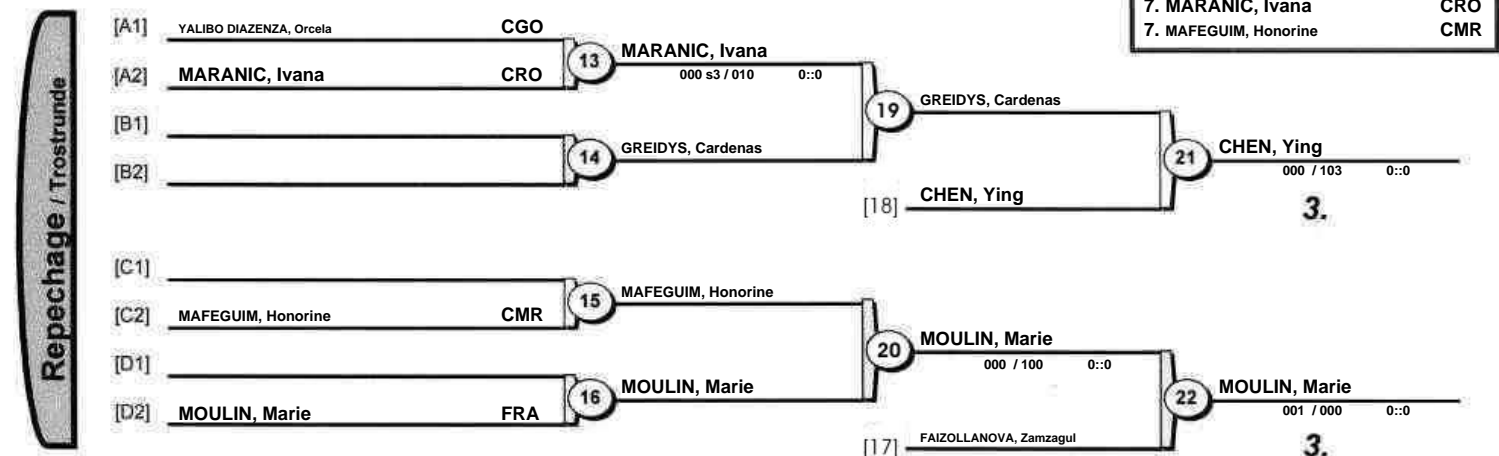 7. MARANIC, Ivana CRO
7. MAFEGUIM, Honorine CMR
Repechage / Trostrunde
[A1] YALIBO DIAZENZA, Orcela CGO
[A2] MARANIC, Ivana CRO
13 MARANIC, Ivana
000 s3 / 010 0::0
[B1]
[B2]
14 GREIDYS, Cardenas
19 GREIDYS, Cardenas
[18] CHEN, Ying
21 CHEN, Ying
000 / 103 0::0
3.
[C1]
[C2] MAFEGUIM, Honorine CMR
15 MAFEGUIM, Honorine
[D1]
[D2] MOULIN, Marie FRA
16 MOULIN, Marie
20 MOULIN, Marie
000 / 100 0::0
[17] FAIZOLLANOVA, Zamzagul
22 MOULIN, Marie
001 / 000 0::0
3.